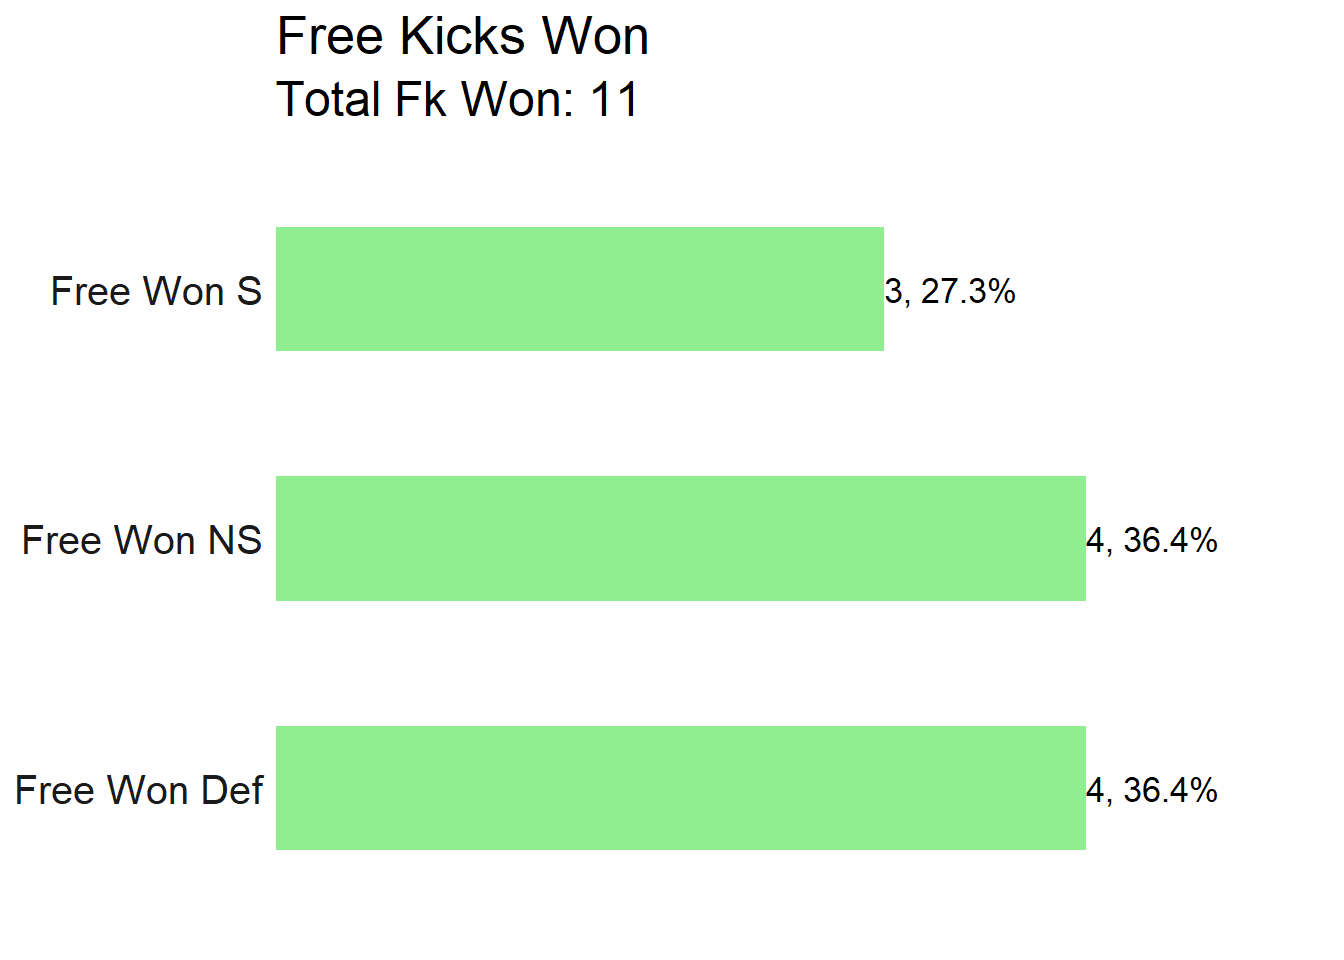 Free Kicks Won
Total Fk Won: 11
Free Won S
3, 27.3%
Free Won NS
4, 36.4%
Free Won Def
4, 36.4%